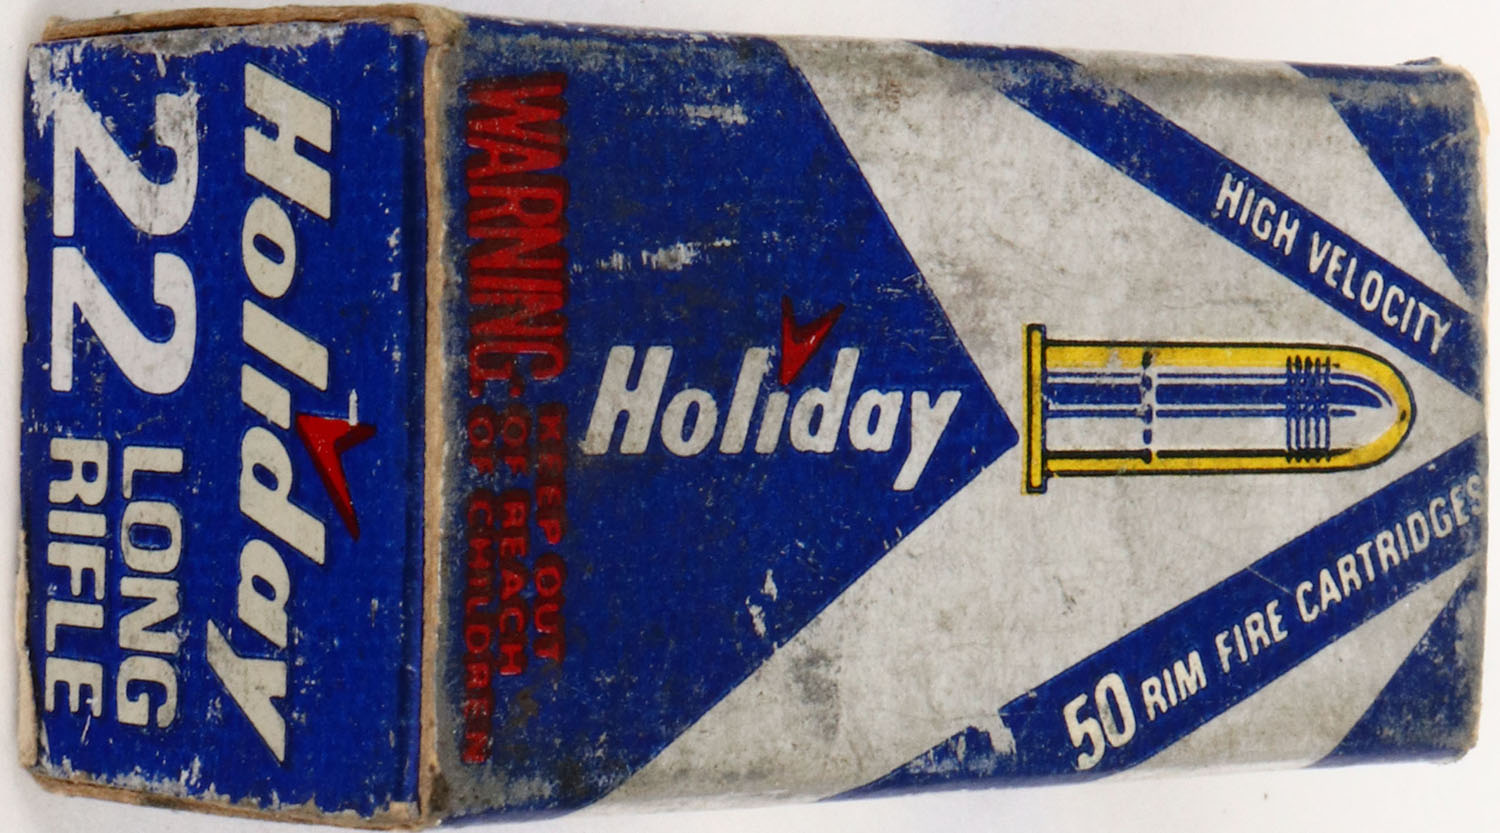 Holiday
22 LONG
RIFLE
WARNING: KEEP OUT
OF REACH
OF CHILDREN
Holiday
HIGH VELOCITY
50 RIM FIRE CARTRIDGES